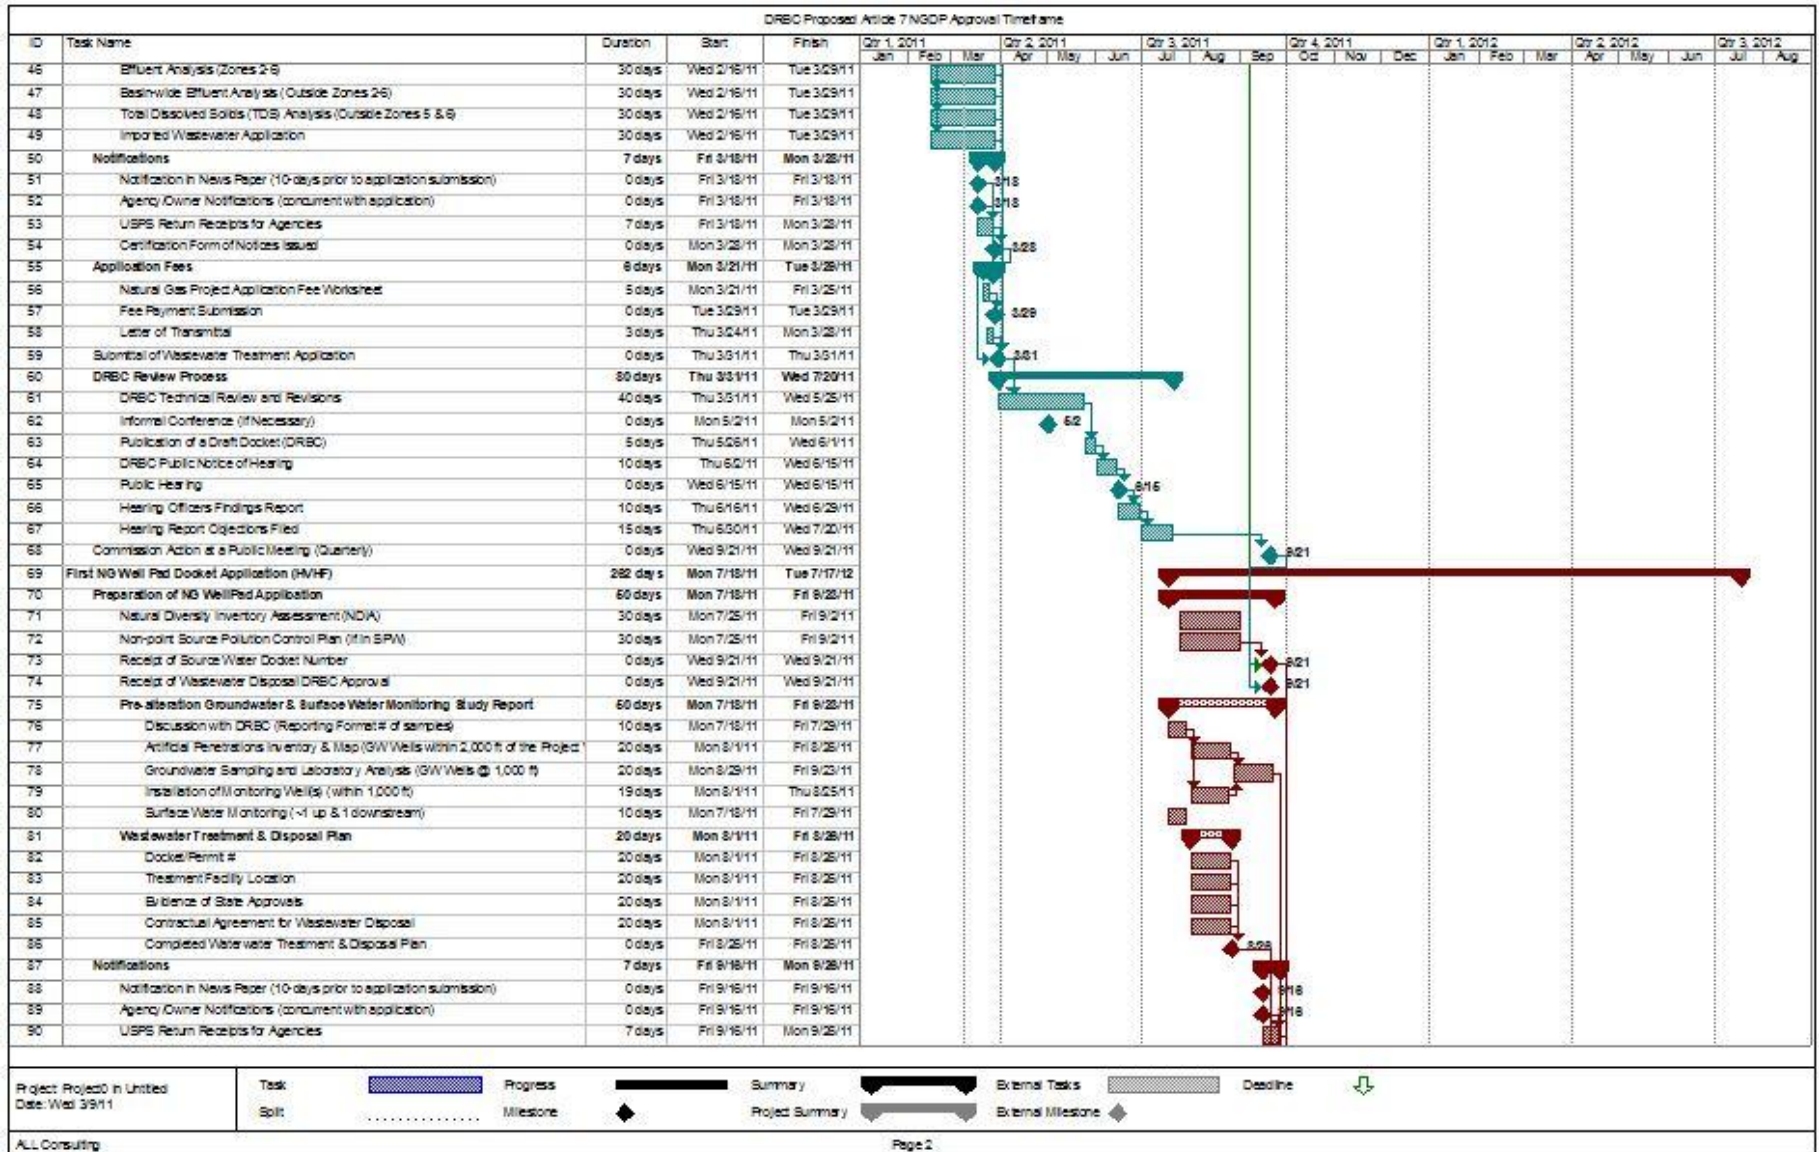 DRBC Proposed Article 7 NGDP Approval Timeframe
ID Task Name Duration Start Finish Qtr 1, 2011 Qtr 2, 2011 Qtr 3, 2011 Qtr 4, 2011 Qtr 1, 2012 Qtr 2, 2012 Qtr 3, 2012
Jan Feb Mar Apr May Jun Jul Aug Sep Oct Nov Dec Jan Feb Mar Apr May Jun Jul Aug
46 Effluent Analysis (Zones 2-6) 30 days Wed 2/16/11 Tue 3/29/11
47 Basin-wide Effluent Analysis (Outside Zones 2-6) 30 days Wed 2/16/11 Tue 3/29/11
48 Total Dissolved Solids (TDS) Analysis (Outside Zones 5 & 6) 30 days Wed 2/16/11 Tue 3/29/11
49 Imported Wastewater Application 30 days Wed 2/16/11 Tue 3/29/11
50 Notifications 7 days Fri 3/18/11 Mon 3/28/11
51 Notification in News Paper (10-days prior to application submission) 0 days Fri 3/18/11 Fri 3/18/11 3/18
52 Agency/Owner Notifications (concurrent with application) 0 days Fri 3/18/11 Fri 3/18/11 3/18
53 USPS Return Receipts for Agencies 7 days Fri 3/18/11 Mon 3/28/11
54 Certification Form of Notices Issued 0 days Mon 3/28/11 Mon 3/28/11 3/28
55 Application Fees 6 days Mon 3/21/11 Tue 3/29/11
56 Natural Gas Project Application Fee Worksheet 5 days Mon 3/21/11 Fri 3/25/11
57 Fee Payment Submission 0 days Tue 3/29/11 Tue 3/29/11 3/29
58 Letter of Transmittal 3 days Thu 3/24/11 Mon 3/28/11
59 Submittal of Wastewater Treatment Application 0 days Thu 3/31/11 Thu 3/31/11 3/31
60 DRBC Review Process 80 days Thu 3/31/11 Wed 7/20/11
61 DRBC Technical Review and Revisions 40 days Thu 3/31/11 Wed 5/25/11
62 Informal Conference (If Necessary) 0 days Mon 5/2/11 Mon 5/2/11 5/2
63 Publication of a Draft Docket (DRBC) 5 days Thu 5/26/11 Wed 6/1/11
64 DRBC Public Notice of Hearing 10 days Thu 6/2/11 Wed 6/15/11
65 Public Hearing 0 days Wed 6/15/11 Wed 6/15/11 6/15
66 Hearing Officers Findings Report 10 days Thu 6/16/11 Wed 6/29/11
67 Hearing Report Objections Filed 15 days Thu 6/30/11 Wed 7/20/11
68 Commission Action at a Public Meeting (Quarterly) 0 days Wed 9/21/11 Wed 9/21/11 9/21
69 First NG Well Pad Docket Application (HVHF) 262 days Mon 7/18/11 Tue 7/17/12
70 Preparation of NG WellPad Application 50 days Mon 7/18/11 Fri 9/23/11
71 Natural Diversity Inventory Assessment (NDIA) 30 days Mon 7/25/11 Fri 9/2/11
72 Non-point Source Pollution Control Plan (If in SPW) 30 days Mon 7/25/11 Fri 9/2/11
73 Receipt of Source Water Docket Number 0 days Wed 9/21/11 Wed 9/21/11 9/21
74 Receipt of Wastewater Disposal DRBC Approval 0 days Wed 9/21/11 Wed 9/21/11 9/21
75 Pre-alteration Groundwater & Surface Water Monitoring Study Report 50 days Mon 7/18/11 Fri 9/23/11
76 Discussion with DRBC (Reporting Format # of samples) 10 days Mon 7/18/11 Fri 7/29/11
77 Artificial Penetrations Inventory & Map (GW Wells within 2,000 ft of the Project 20 days Mon 8/1/11 Fri 8/26/11
78 Groundwater Sampling and Laboratory Analysis (GW Wells @ 1,000 ft) 20 days Mon 8/29/11 Fri 9/23/11
79 Installation of Monitoring Well(s) (within 1,000 ft) 19 days Mon 8/1/11 Thu 8/25/11
80 Surface Water Monitoring (~1 up & 1 downstream) 10 days Mon 7/18/11 Fri 7/29/11
81 Wastewater Treatment & Disposal Plan 20 days Mon 8/1/11 Fri 8/26/11
82 Docket/Permit # 20 days Mon 8/1/11 Fri 8/26/11
83 Treatment Facility Location 20 days Mon 8/1/11 Fri 8/26/11
84 Evidence of State Approvals 20 days Mon 8/1/11 Fri 8/26/11
85 Contractual Agreement for Wastewater Disposal 20 days Mon 8/1/11 Fri 8/26/11
86 Completed Waterwater Treatment & Disposal Plan 0 days Fri 8/26/11 Fri 8/26/11 8/26
87 Notifications 7 days Fri 9/16/11 Mon 9/26/11
88 Notification in News Paper (10-days prior to application submission) 0 days Fri 9/16/11 Fri 9/16/11 9/16
89 Agency/Owner Notifications (concurrent with application) 0 days Fri 9/16/11 Fri 9/16/11 9/16
90 USPS Return Receipts for Agencies 7 days Fri 9/16/11 Mon 9/26/11
Project: Project0 in Untitled
Date: Wed 3/9/11
Task Progress Summary External Tasks Deadline
Split Milestone Project Summary External Milestone
ALL Consulting Page 2